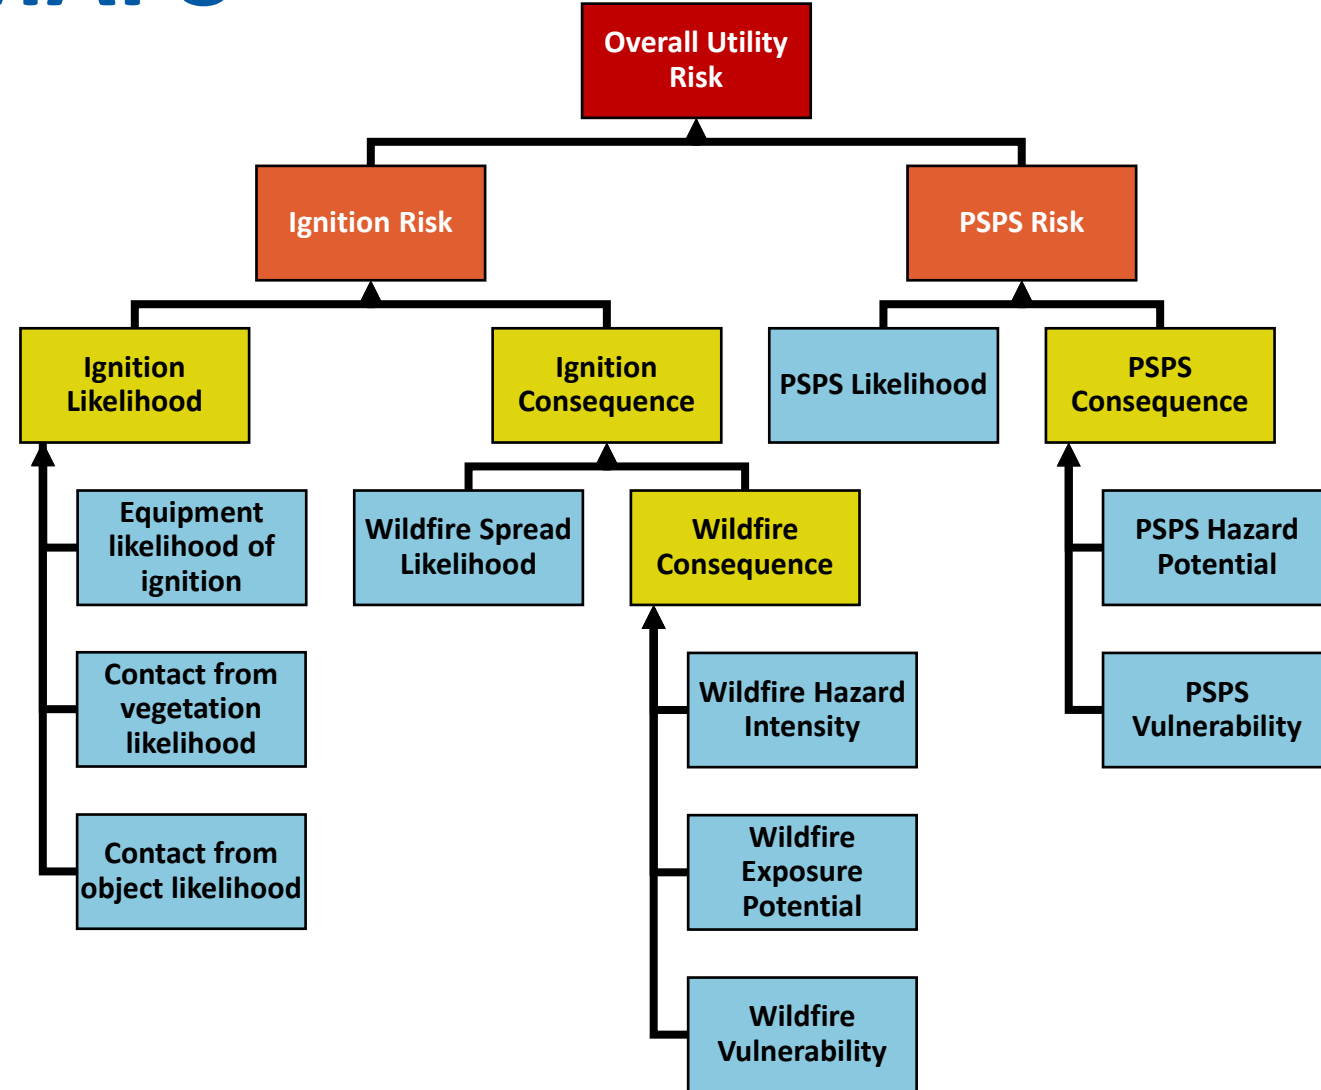 Overall Utility
Risk
Ignition Risk
PSPS Risk
Ignition
Likelihood
Ignition
Consequence
PSPS Likelihood
PSPS
Consequence
Equipment
likelihood of
ignition
Wildfire Spread
Likelihood
Wildfire
Consequence
PSPS Hazard
Potential
Contact from
vegetation
likelihood
Wildfire Hazard
Intensity
PSPS
Vulnerability
Contact from
object likelihood
Wildfire
Exposure
Potential
Wildfire
Vulnerability